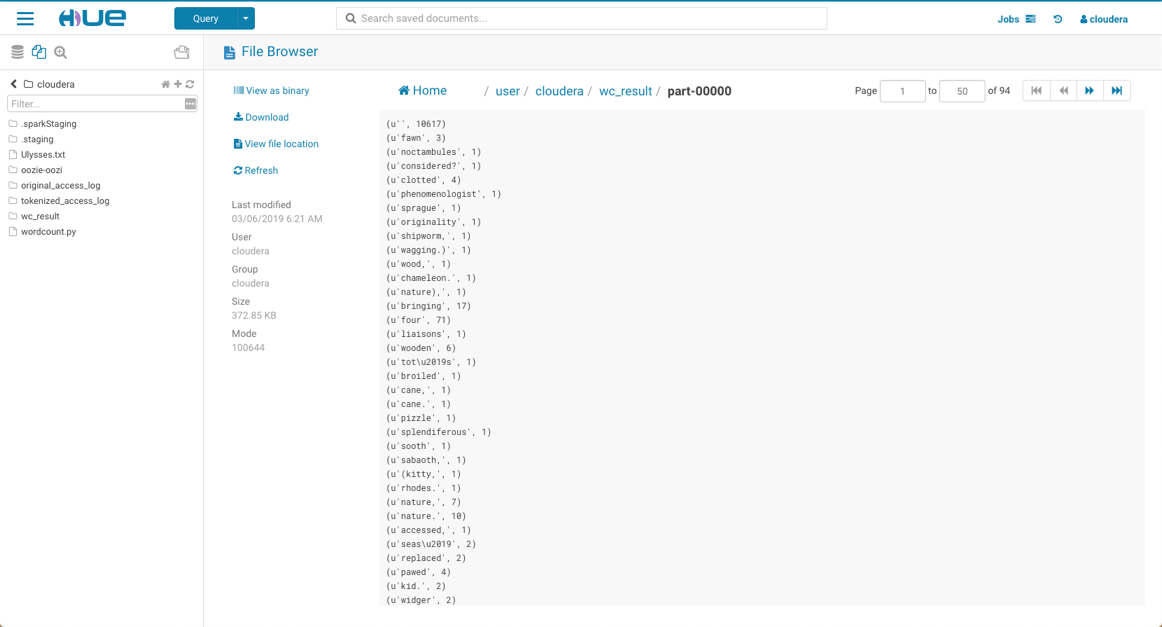 HUE
Query
Search saved documents...
Jobs
cloudera
File Browser
cloudera
Filter...
.sparkStaging
.staging
Ulysses.txt
oozie-oozi
original_access_log
tokenized_access_log
wc_result
wordcount.py
View as binary
Download
View file location
Refresh
Last modified
03/06/2019 6:21 AM
User
cloudera
Group
cloudera
Size
372.85 KB
Mode
100644
Home / user / cloudera / wc_result / part-00000
Page 1 to 50 of 94
(u'', 10617)
(u'fawn', 3)
(u'noctambules', 1)
(u'considered?', 1)
(u'clotted', 4)
(u'phenomenologist', 1)
(u'sprague', 1)
(u'originality', 1)
(u'shipworm,', 1)
(u'wagging.)', 1)
(u'wood,', 1)
(u'chameleon.', 1)
(u'nature),', 1)
(u'bringing', 17)
(u'four', 71)
(u'liaisons', 1)
(u'wooden', 6)
(u'tot\u2019s', 1)
(u'broiled', 1)
(u'cane,', 1)
(u'cane.', 1)
(u'pizzle', 1)
(u'splendiferous', 1)
(u'sooth', 1)
(u'sabaoth,', 1)
(u'(kitty,', 1)
(u'rhodes.', 1)
(u'nature,', 7)
(u'nature.', 10)
(u'accessed,', 1)
(u'seas\u2019', 2)
(u'replaced', 2)
(u'pawed', 4)
(u'kid.', 2)
(u'widger', 2)